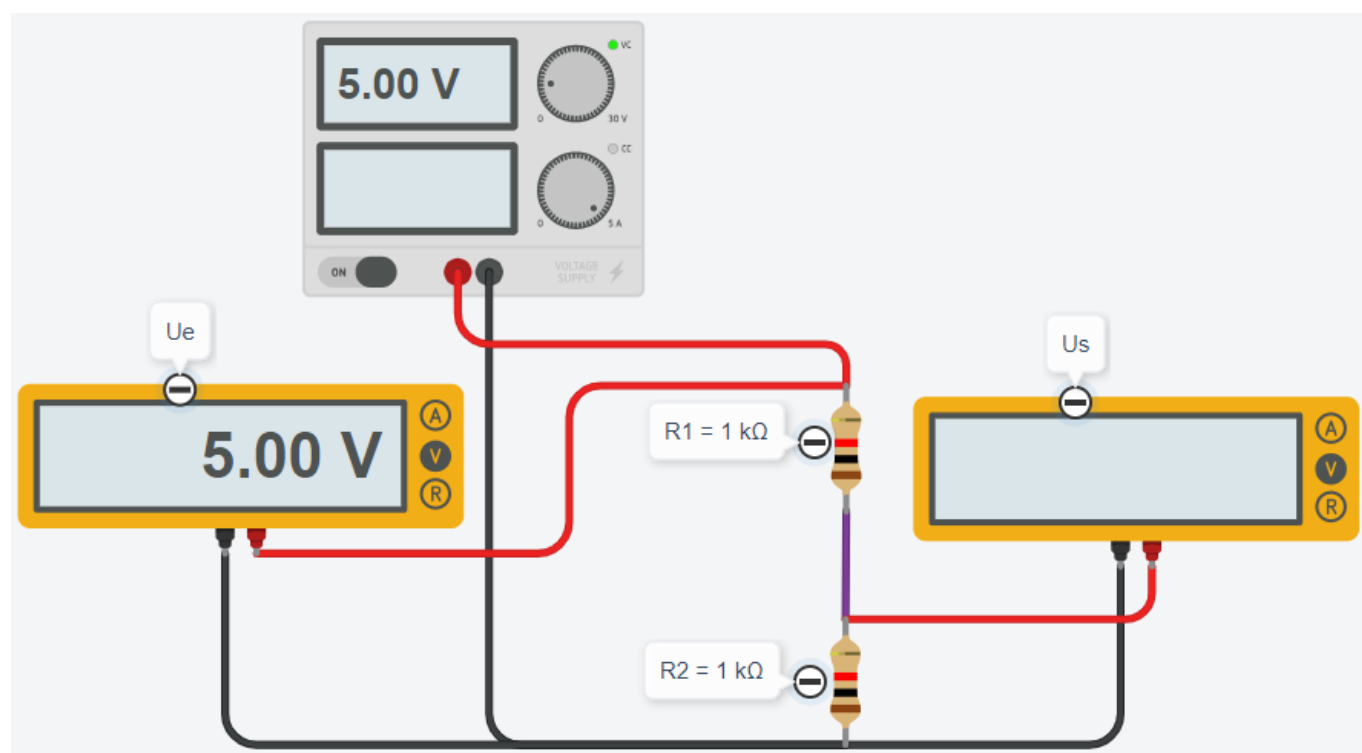 5.00 V
VC
0
30 V
CC
0
5 A
ON
VOLTAGE
SUPPLY
Ue
Us
5.00 V
A
V
R
R1 = 1 kΩ
A
V
R
R2 = 1 kΩ